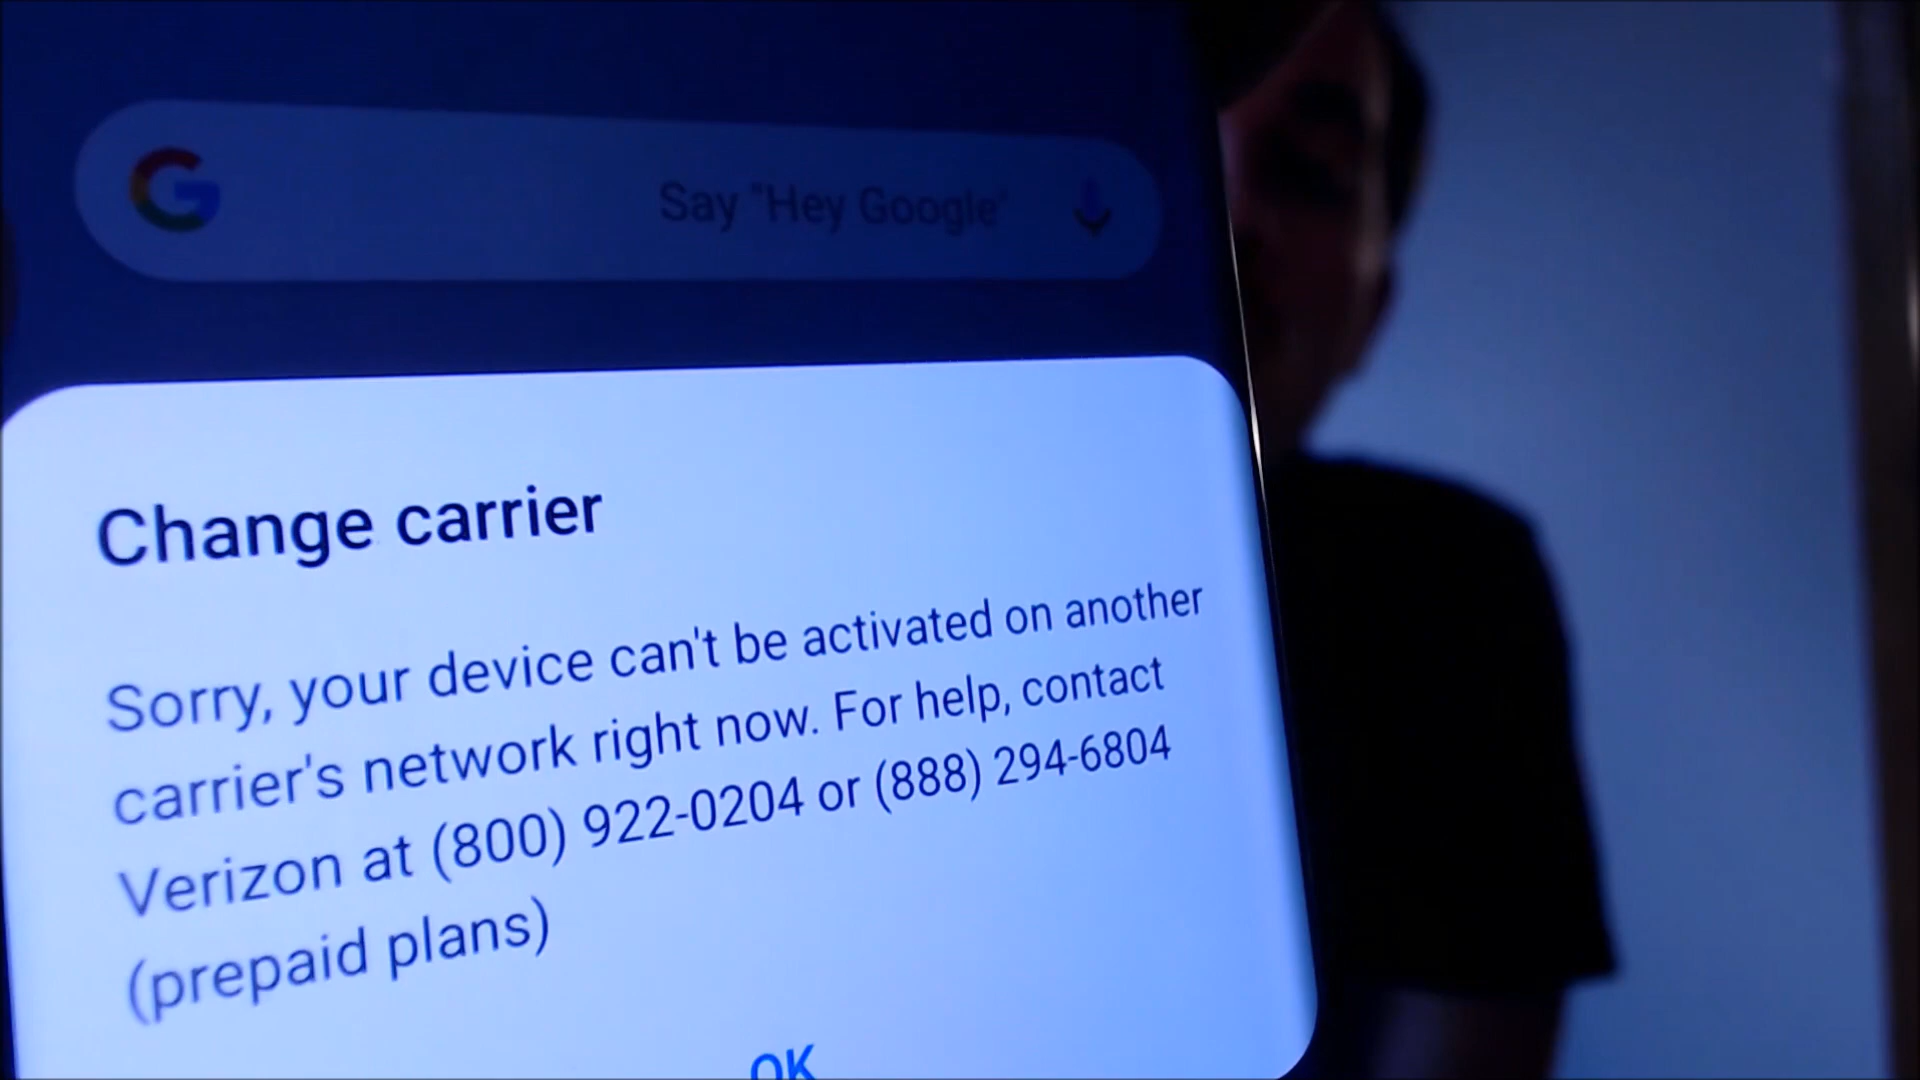 G
Say "Hey Google"
Change carrier
Sorry, your device can't be activated on another
carrier's network right now. For help, contact
Verizon at (800) 922-0204 or (888) 294-6804
(prepaid plans)
OK